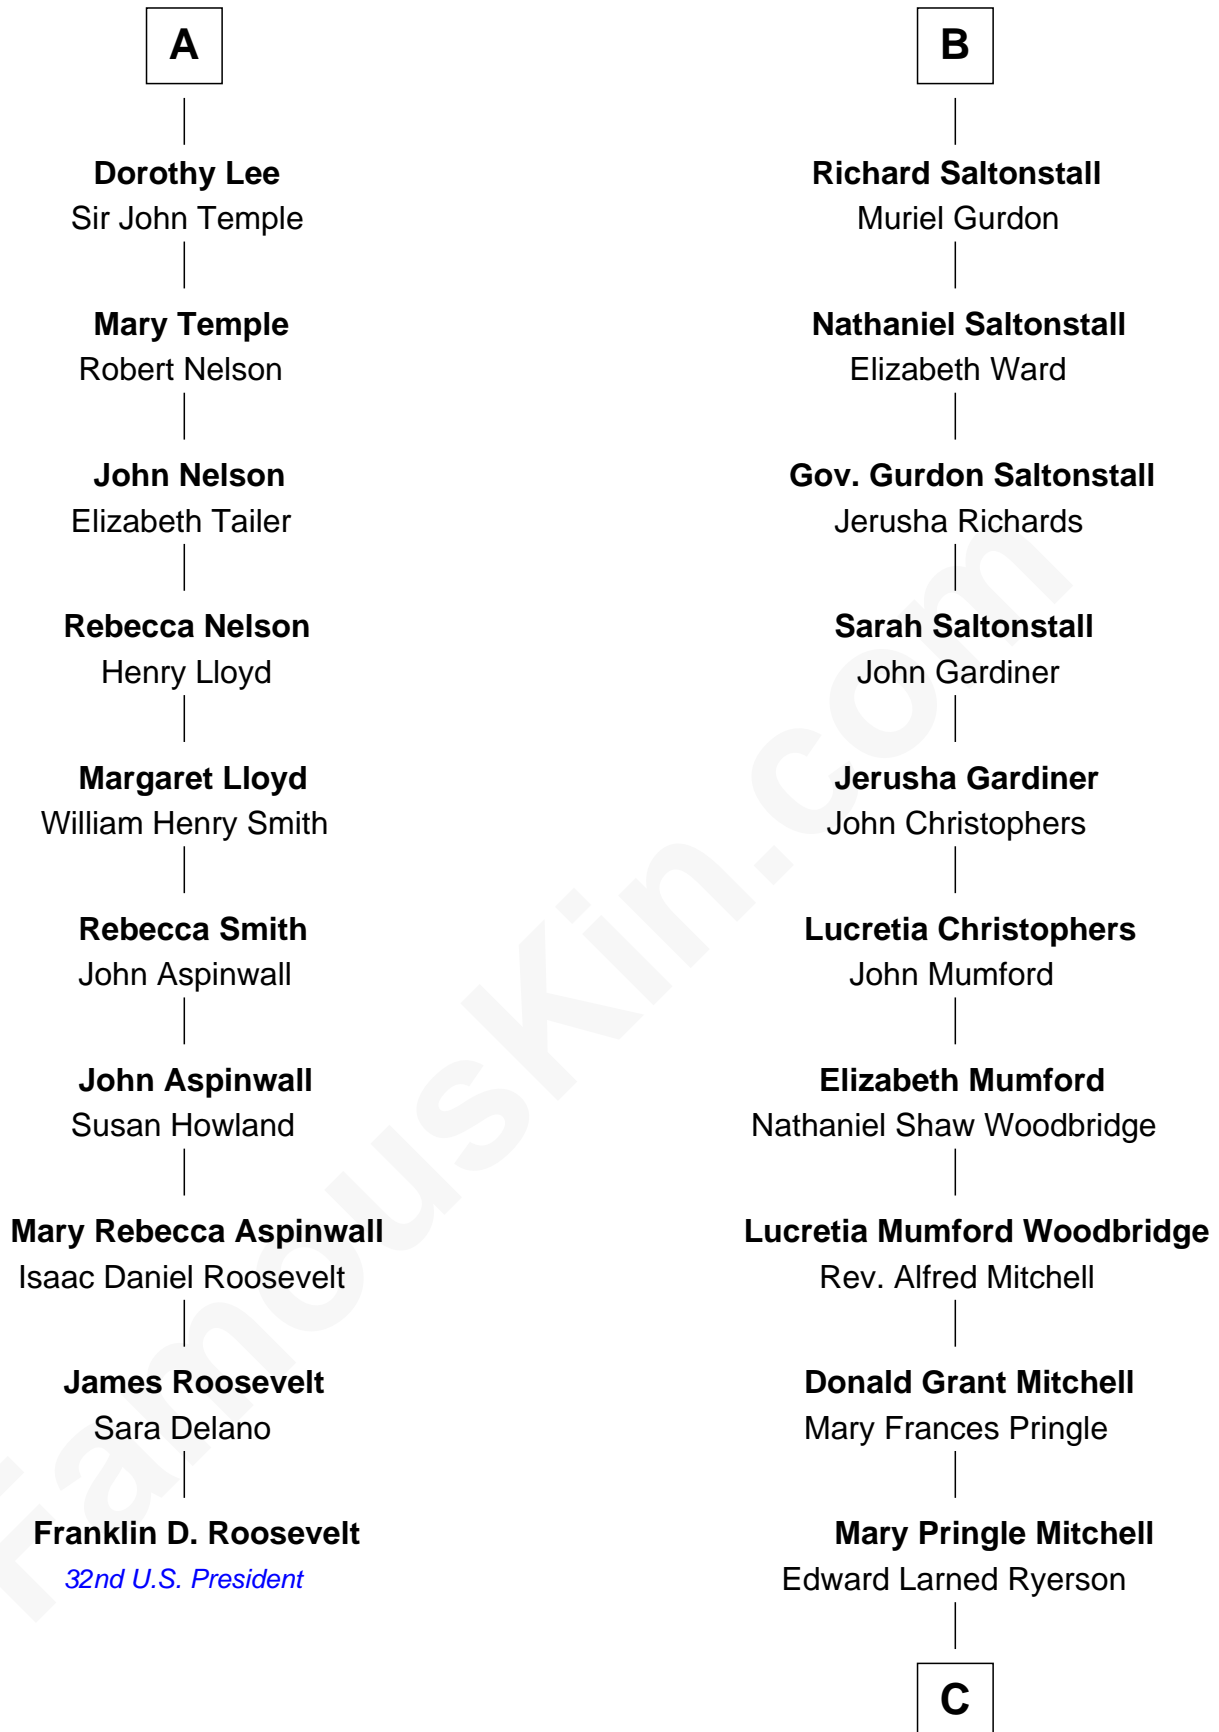 A
Dorothy Lee
Sir John Temple
Mary Temple
Robert Nelson
John Nelson
Elizabeth Tailer
Rebecca Nelson
Henry Lloyd
Margaret Lloyd
William Henry Smith
Rebecca Smith
John Aspinwall
John Aspinwall
Susan Howland
Mary Rebecca Aspinwall
Isaac Daniel Roosevelt
James Roosevelt
Sara Delano
Franklin D. Roosevelt
32nd U.S. President
B
Richard Saltonstall
Muriel Gurdon
Nathaniel Saltonstall
Elizabeth Ward
Gov. Gurdon Saltonstall
Jerusha Richards
Sarah Saltonstall
John Gardiner
Jerusha Gardiner
John Christophers
Lucretia Christophers
John Mumford
Elizabeth Mumford
Nathaniel Shaw Woodbridge
Lucretia Mumford Woodbridge
Rev. Alfred Mitchell
Donald Grant Mitchell
Mary Frances Pringle
Mary Pringle Mitchell
Edward Larned Ryerson
C
FamousKin.com